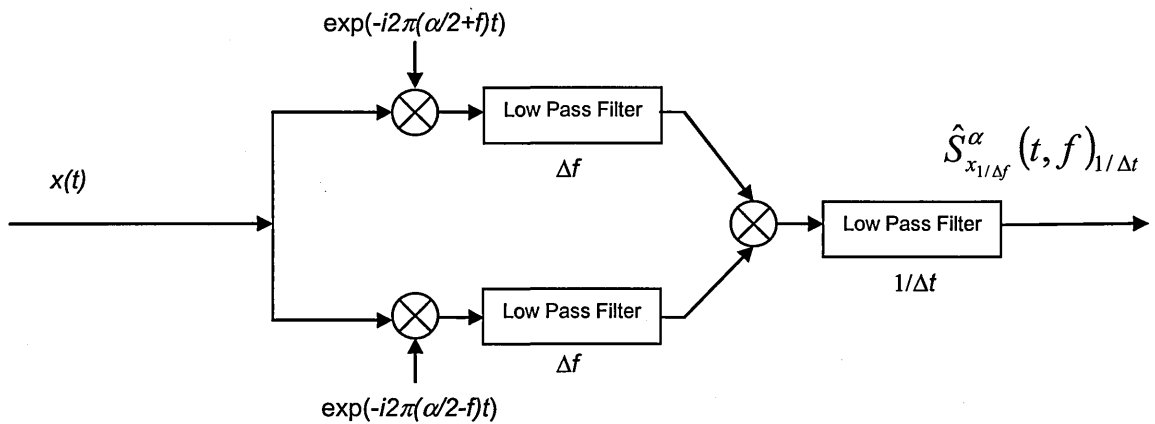 exp(-i2π(α/2+f)t)
Low Pass Filter
Δf
x(t)
Ŝ^α_{x_{1/Δf}}(t, f)_{1/Δt}
Low Pass Filter
1/Δt
Low Pass Filter
Δf
exp(-i2π(α/2-f)t)